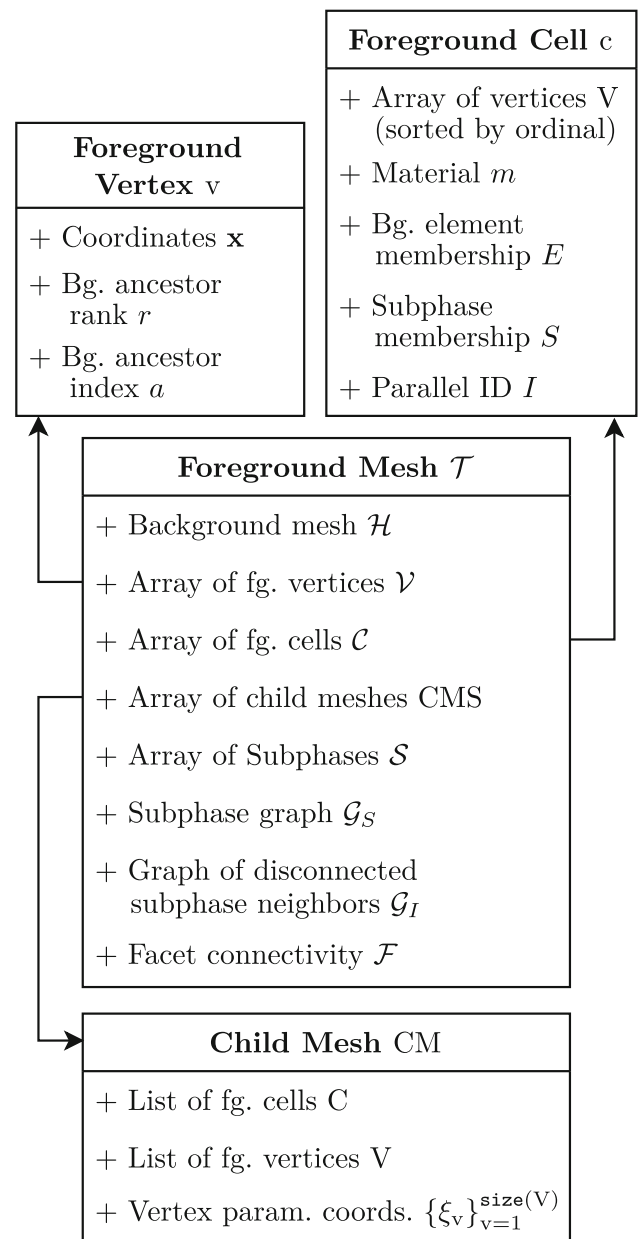 Foreground
Vertex v
+ Coordinates x
+ Bg. ancestor
rank r
+ Bg. ancestor
index a
Foreground Cell c
+ Array of vertices V
(sorted by ordinal)
+ Material m
+ Bg. element
membership E
+ Subphase
membership S
+ Parallel ID I
Foreground Mesh 𝒯
+ Background mesh ℋ
+ Array of fg. vertices 𝒱
+ Array of fg. cells 𝒞
+ Array of child meshes CMS
+ Array of Subphases 𝒮
+ Subphase graph 𝒢_S
+ Graph of disconnected
subphase neighbors 𝒢_I
+ Facet connectivity ℱ
Child Mesh CM
+ List of fg. cells C
+ List of fg. vertices V
+ Vertex param. coords. {ξ_v}_{v=1}^{size(V)}